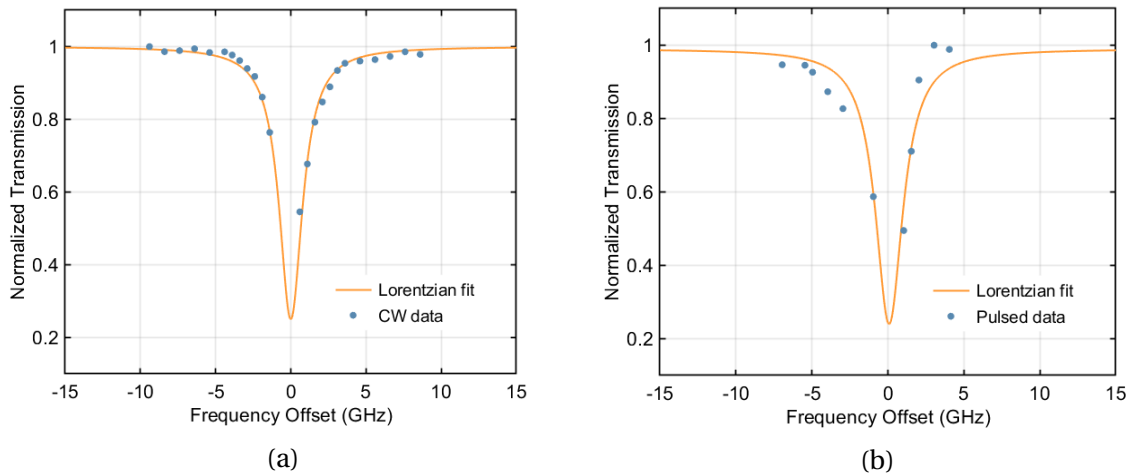 1
0.8
0.6
0.4
0.2
Normalized Transmission
-15 -10 -5 0 5 10 15
Frequency Offset (GHz)
Lorentzian fit
CW data
(a)
1
0.8
0.6
0.4
0.2
Normalized Transmission
-15 -10 -5 0 5 10 15
Frequency Offset (GHz)
Lorentzian fit
Pulsed data
(b)